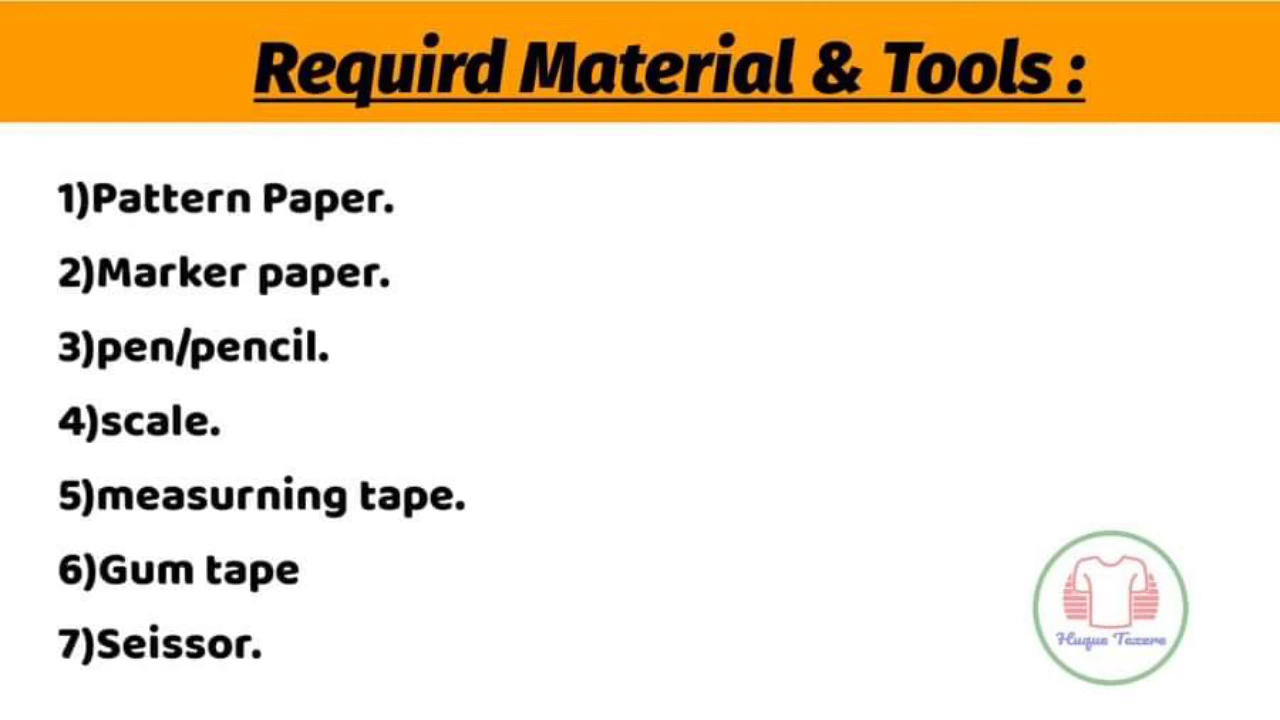 Requird Material & Tools :
1)Pattern Paper.
2)Marker paper.
3)pen/pencil.
4)scale.
5)measurning tape.
6)Gum tape
7)Seissor.
Huque